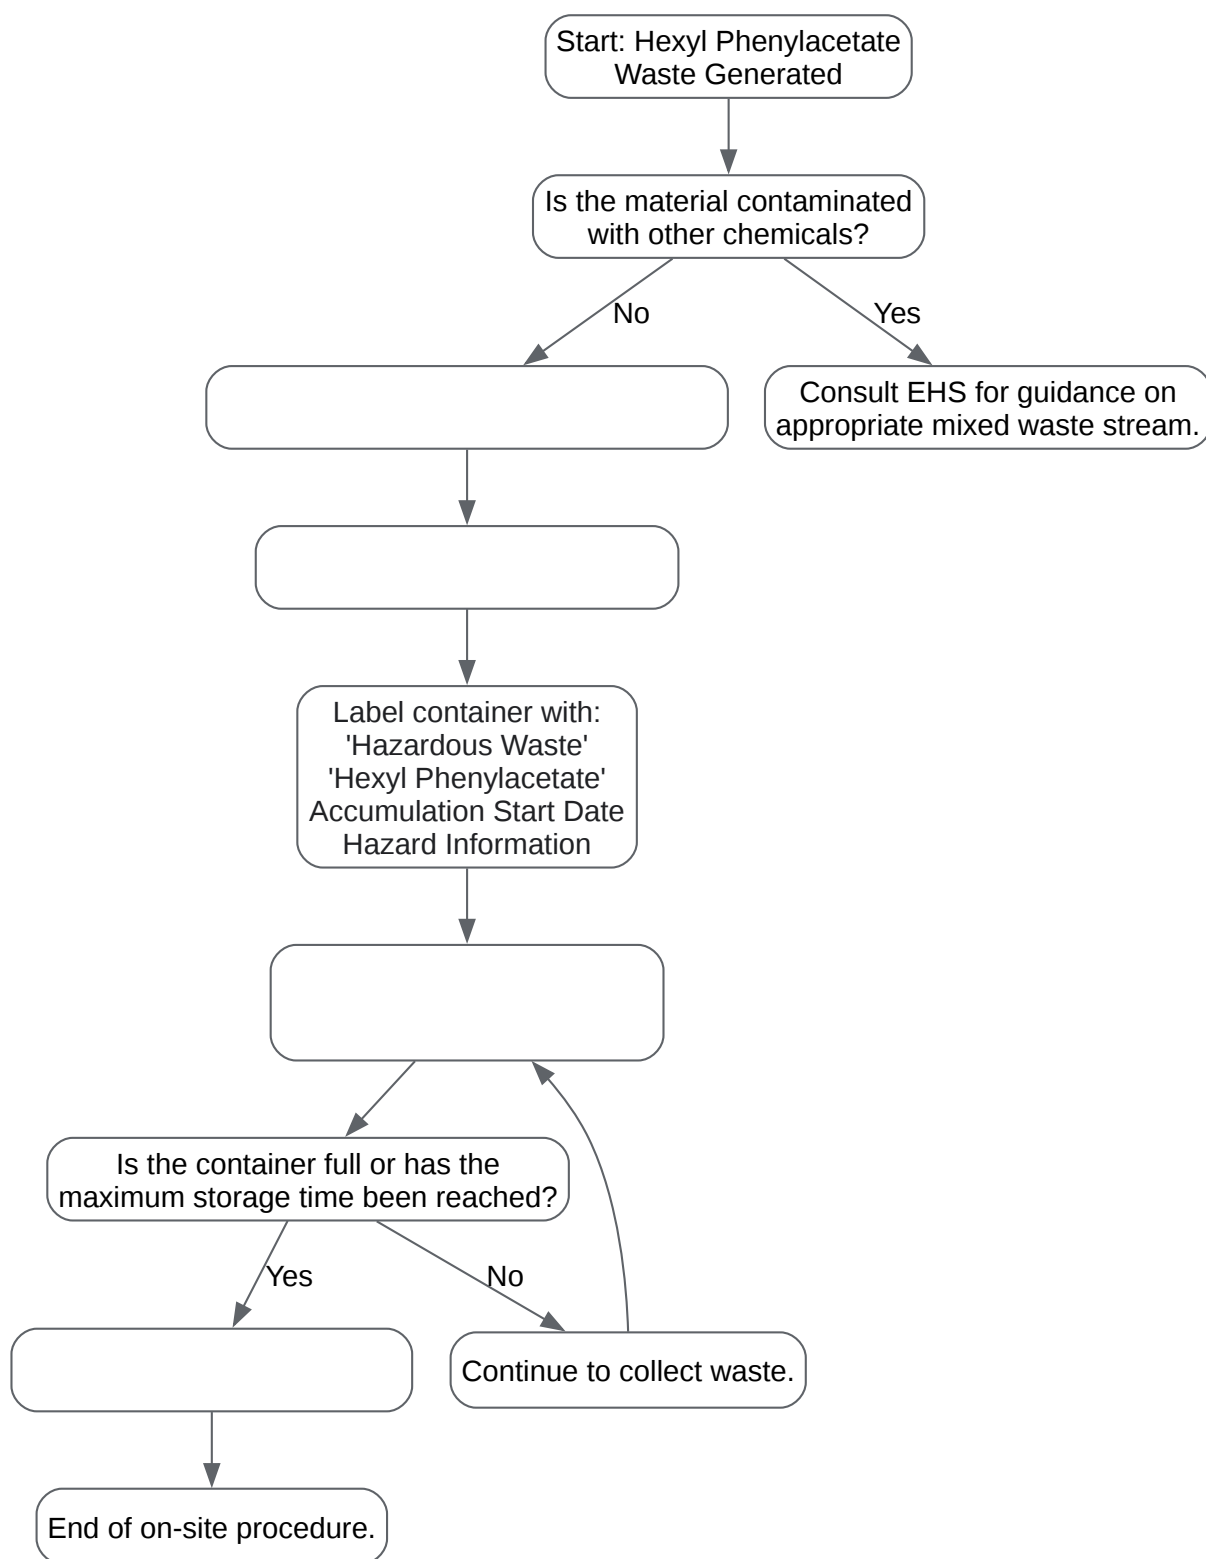 Start: Hexyl Phenylacetate
Waste Generated
Is the material contaminated
with other chemicals?
No
Yes
Consult EHS for guidance on
appropriate mixed waste stream.
Label container with:
'Hazardous Waste'
'Hexyl Phenylacetate'
Accumulation Start Date
Hazard Information
Is the container full or has the
maximum storage time been reached?
Yes
No
Continue to collect waste.
End of on-site procedure.